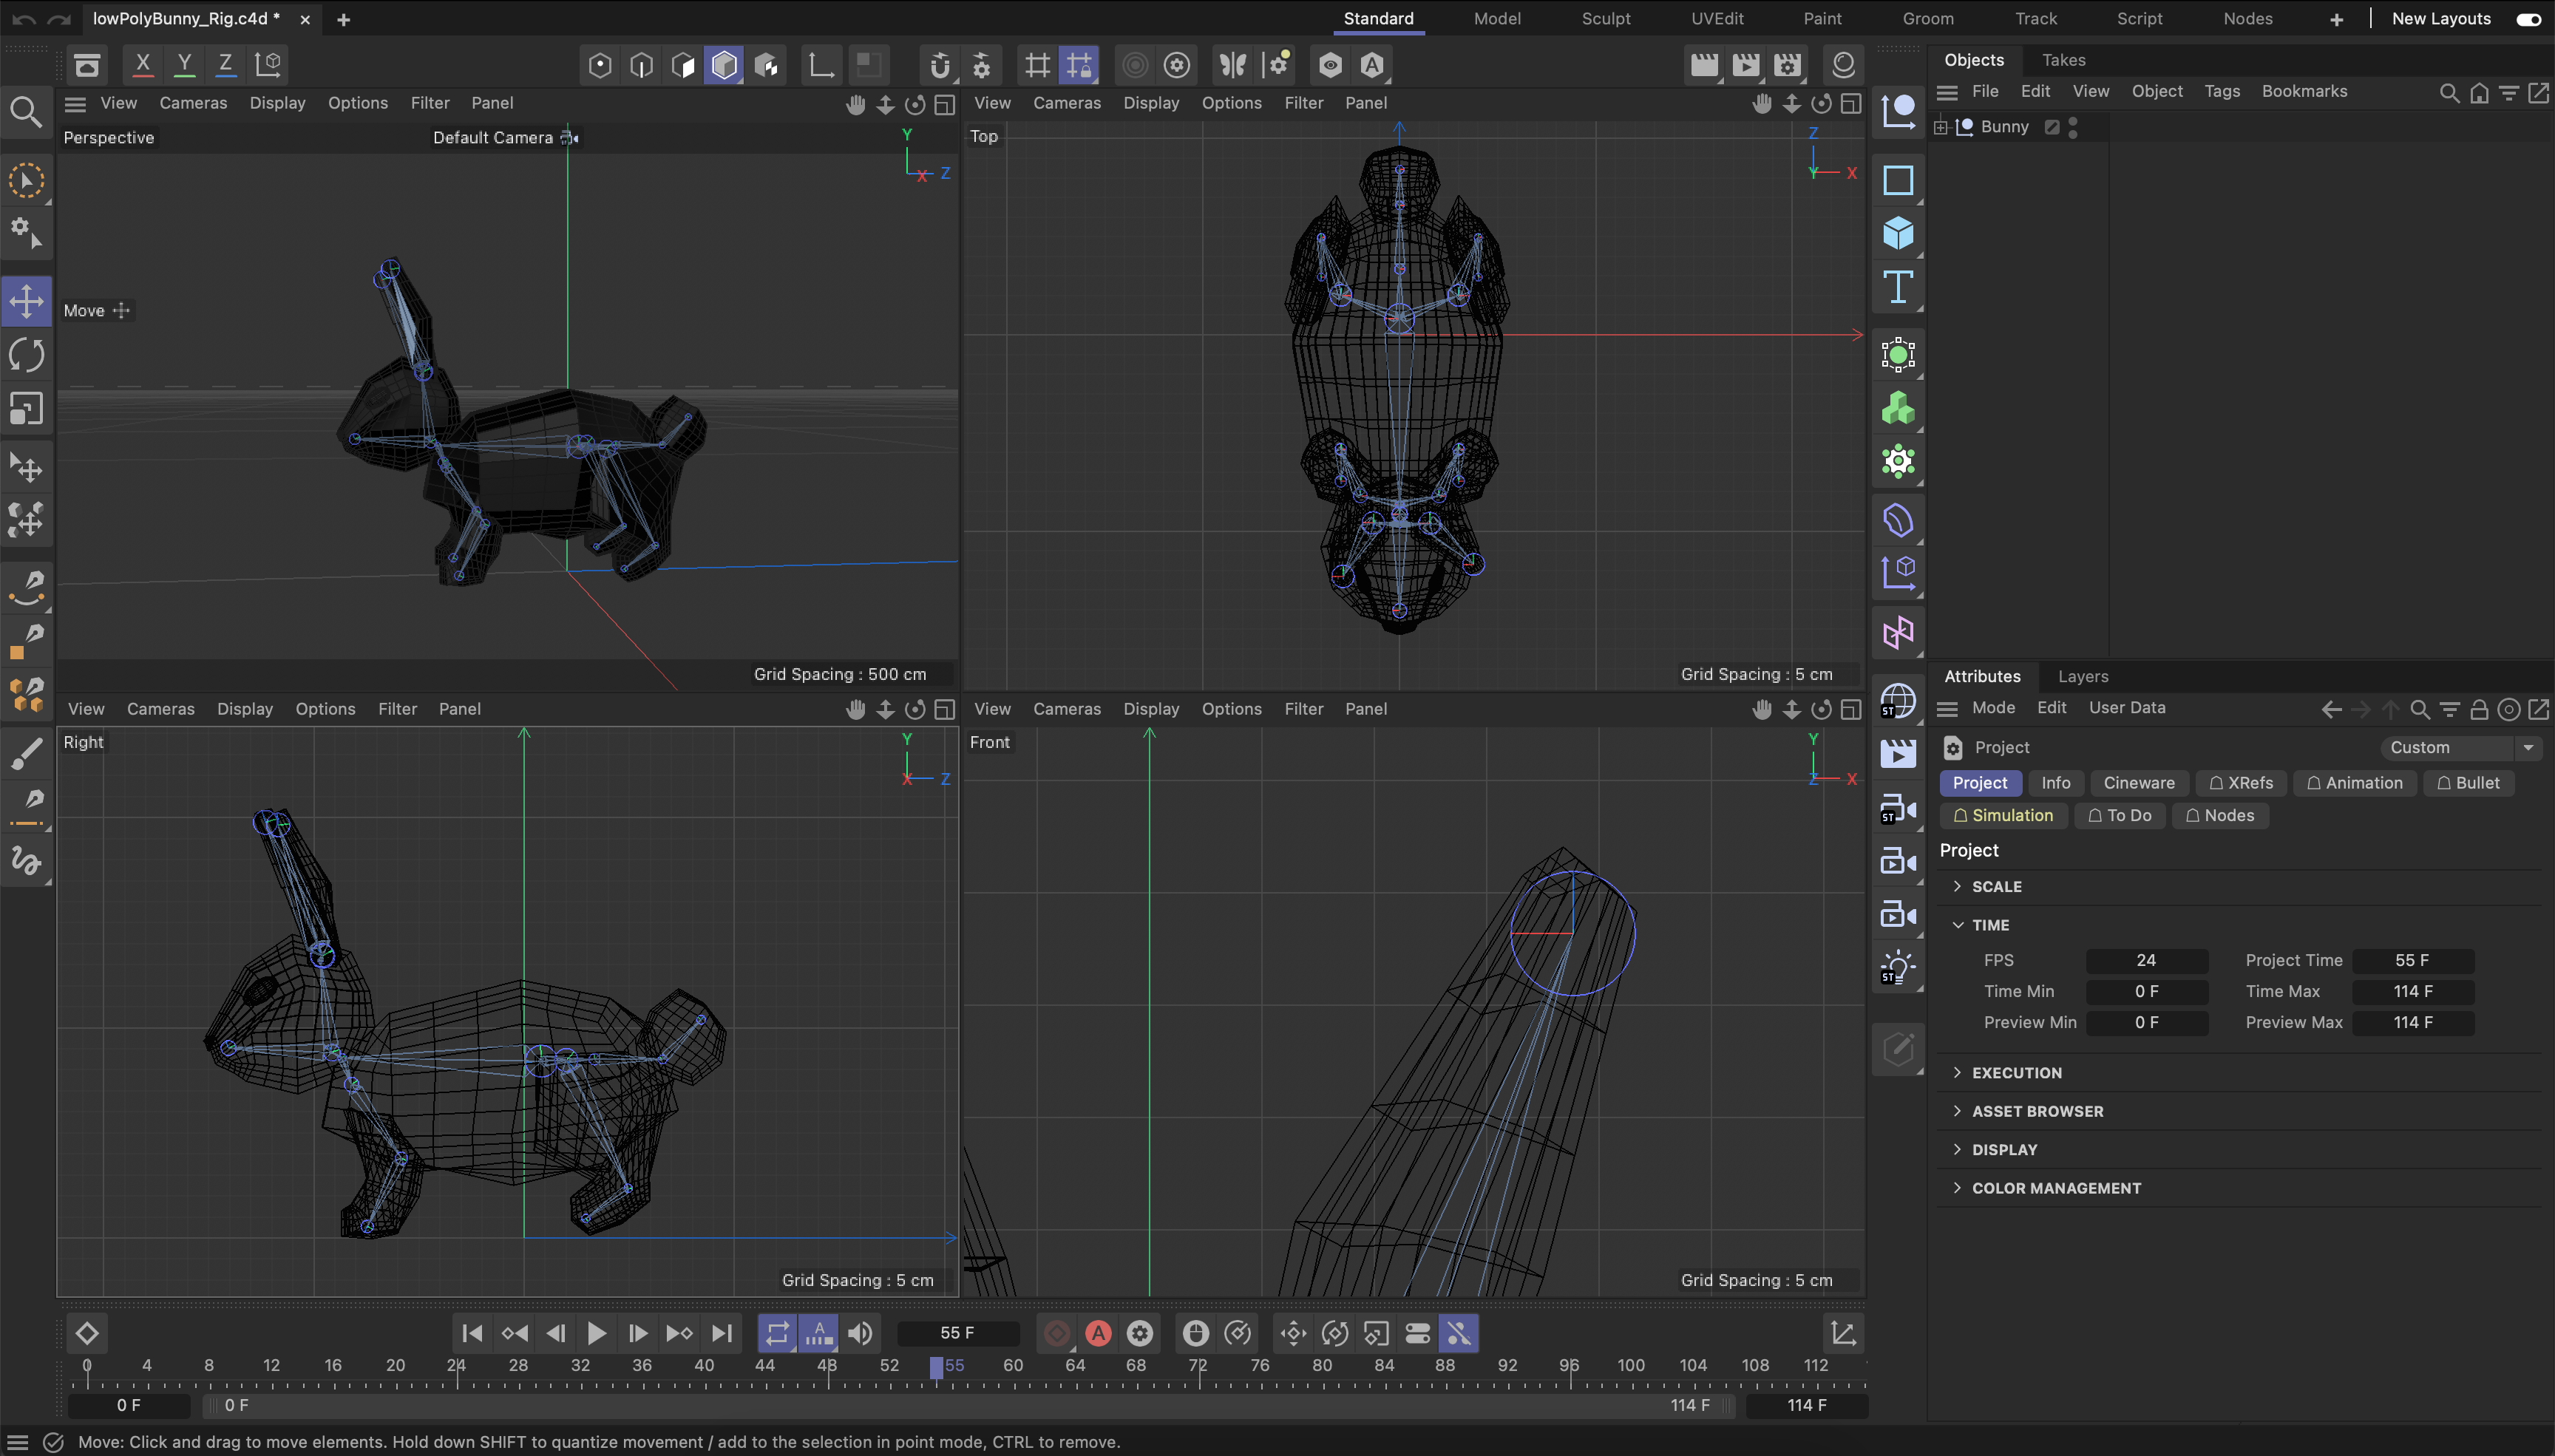 lowPolyBunny_Rig.c4d *
Standard Model Sculpt UVEdit Paint Groom Track Script Nodes New Layouts
X Y Z
Objects Takes
File Edit View Object Tags Bookmarks
Bunny
View Cameras Display Options Filter Panel
Perspective
Default Camera
Y
X Z
Move
Grid Spacing : 500 cm
View Cameras Display Options Filter Panel
Top
Z
Y X
Grid Spacing : 5 cm
View Cameras Display Options Filter Panel
Right
Y
X Z
Grid Spacing : 5 cm
View Cameras Display Options Filter Panel
Front
Y
Z X
Grid Spacing : 5 cm
A
T
ST
ST
ST
Attributes Layers
Mode Edit User Data
Project
Custom
Project Info Cineware XRefs Animation Bullet
Simulation To Do Nodes
Project
SCALE
TIME
FPS 24 Project Time 55 F
Time Min 0 F Time Max 114 F
Preview Min 0 F Preview Max 114 F
EXECUTION
ASSET BROWSER
DISPLAY
COLOR MANAGEMENT
A 55 F A
0 4 8 12 16 20 24 28 32 36 40 44 48 52 55 60 64 68 72 76 80 84 88 92 96 100 104 108 112
0 F 0 F 114 F 114 F
Move: Click and drag to move elements. Hold down SHIFT to quantize movement / add to the selection in point mode, CTRL to remove.